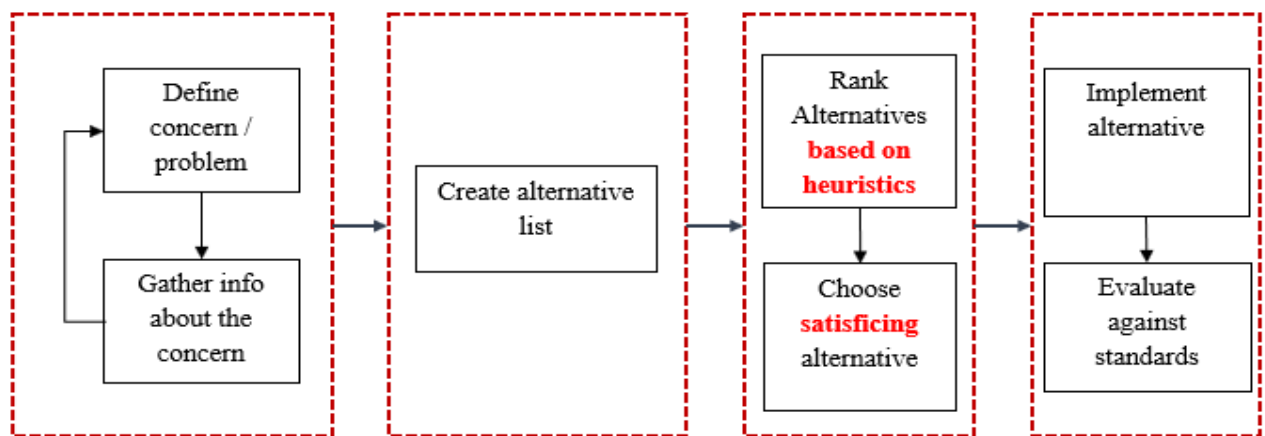 Define
concern /
problem
Gather info
about the
concern
Create alternative
list
Rank
Alternatives
based on
heuristics
Choose
satisficing
alternative
Implement
alternative
Evaluate
against
standards